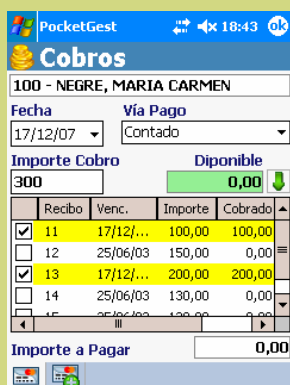 PocketGest 18:43 ok
Cobros
100 - NEGRE, MARIA CARMEN
Fecha Vía Pago
17/12/07 Contado
Importe Cobro Diponible
300 0,00
Recibo Venc. Importe Cobrado
11 17/12/... 100,00 100,00
12 25/06/03 150,00 0,00
13 17/12/... 200,00 200,00
14 25/06/03 130,00 0,00
Importe a Pagar 0,00